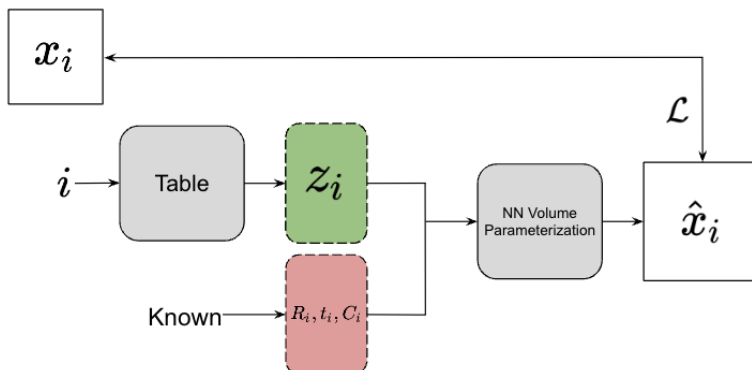 x_i
ℒ
i
Table
z_i
NN Volume
Parameterization
x̂_i
Known
R_i, t_i, C_i